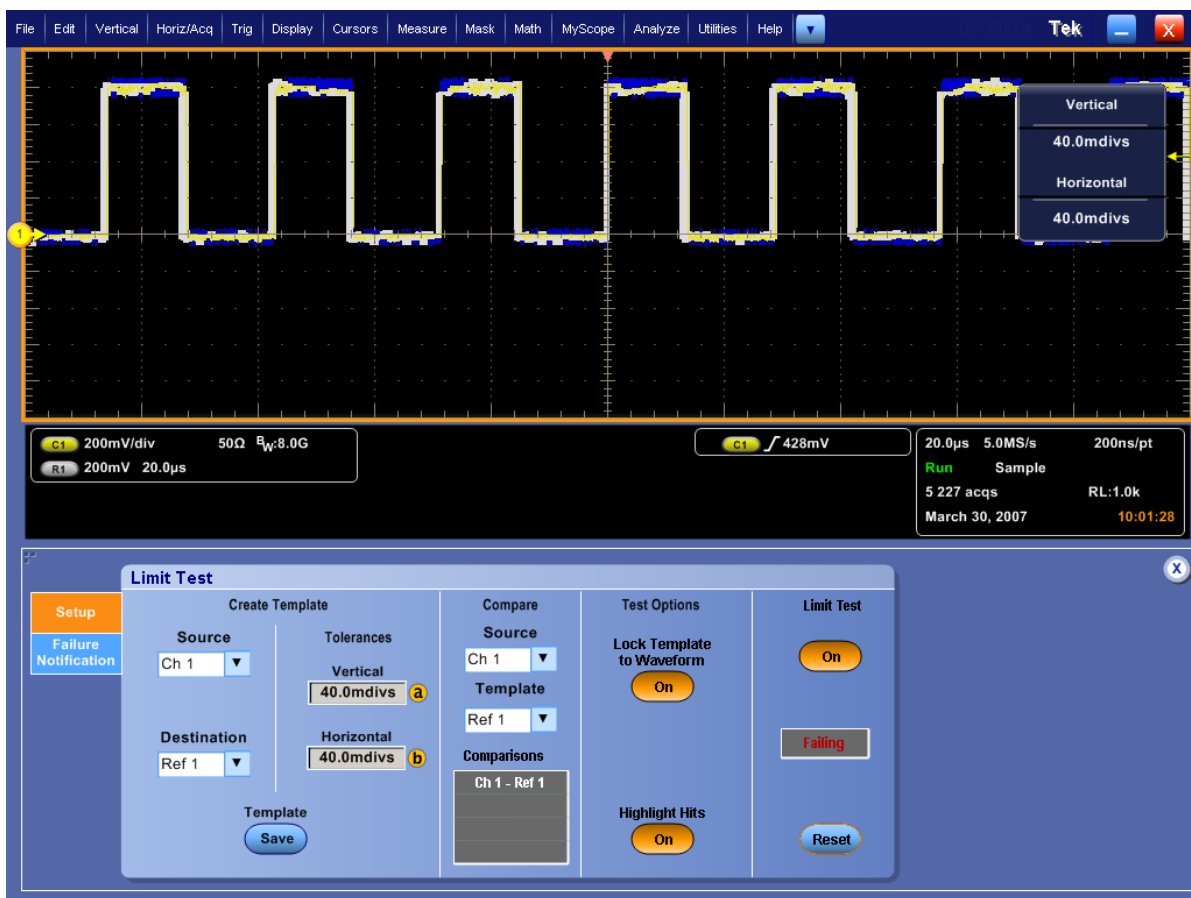 File Edit Vertical Horiz/Acq Trig Display Cursors Measure Mask Math MyScope Analyze Utilities Help Tek X
Vertical
40.0mdivs
Horizontal
40.0mdivs
1
C1 200mV/div 50Ω BW:8.0G
R1 200mV 20.0µs
C1 428mV
20.0µs 5.0MS/s 200ns/pt
Run Sample
5 227 acqs RL:1.0k
March 30, 2007 10:01:28
X
Limit Test
Setup
Failure
Notification
Create Template
Source
Ch 1
Destination
Ref 1
Tolerances
Vertical
40.0mdivs a
Horizontal
40.0mdivs b
Template
Save
Compare
Source
Ch 1
Template
Ref 1
Comparisons
Ch 1 - Ref 1
Test Options
Lock Template
to Waveform
On
Highlight Hits
On
Limit Test
On
Failing
Reset